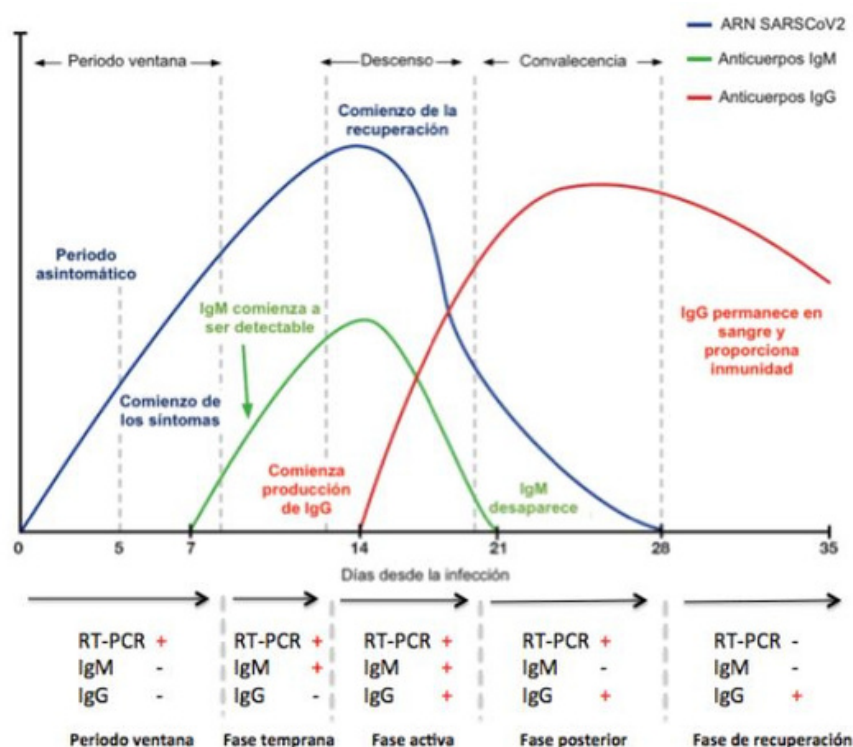 ARN SARSCoV2
Anticuerpos IgM
Anticuerpos IgG
Periodo ventana
Descenso
Convalecencia
Comienzo de la
recuperación
Periodo
asintomático
IgM comienza a
ser detectable
Comienzo de
los síntomas
Comienza
producción
de IgG
IgM
desaparece
IgG permanece en
sangre y
proporciona
inmunidad
0 5 7 14 21 28 35
Días desde la infección
RT-PCR + RT-PCR + RT-PCR + RT-PCR + RT-PCR -
IgM - IgM + IgM + IgM - IgM -
IgG - IgG - IgG + IgG + IgG +
Periodo ventana Fase temprana Fase activa Fase posterior Fase de recuperación